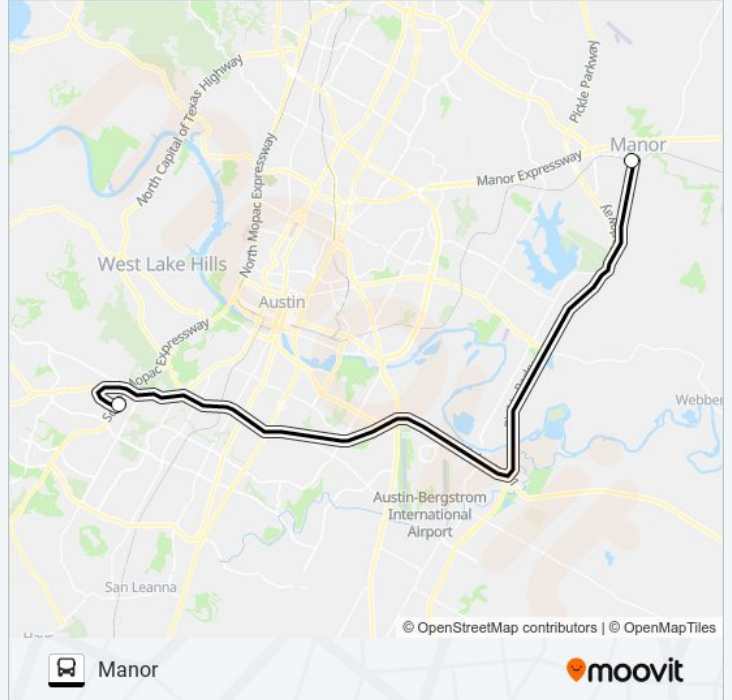 North Capital of Texas Highway
Pickle Parkway
Manor
North Mopac Expressway
Manor Expressway
West Lake Hills
Austin
Mopac Expressway
Webber
Austin-Bergstrom
International
Airport
San Leanna
© OpenStreetMap contributors | © OpenMapTiles
Manor
moovit